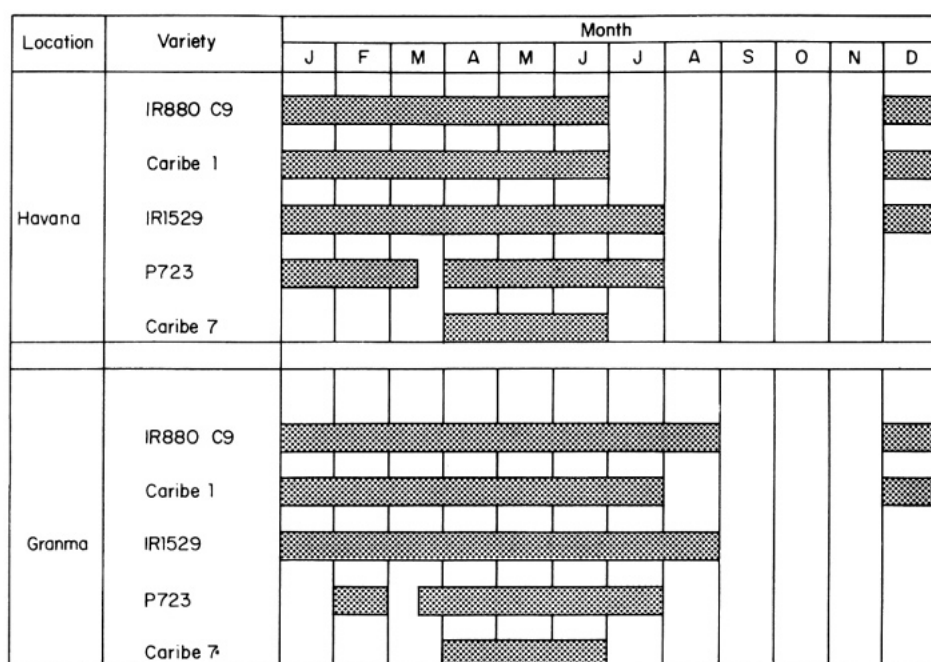 Location Variety Month
J F M A M J J A S O N D
IR880 C9
Caribe 1
Havana IR1529
P723
Caribe 7
IR880 C9
Caribe 1
Granma IR1529
P723
Caribe 7